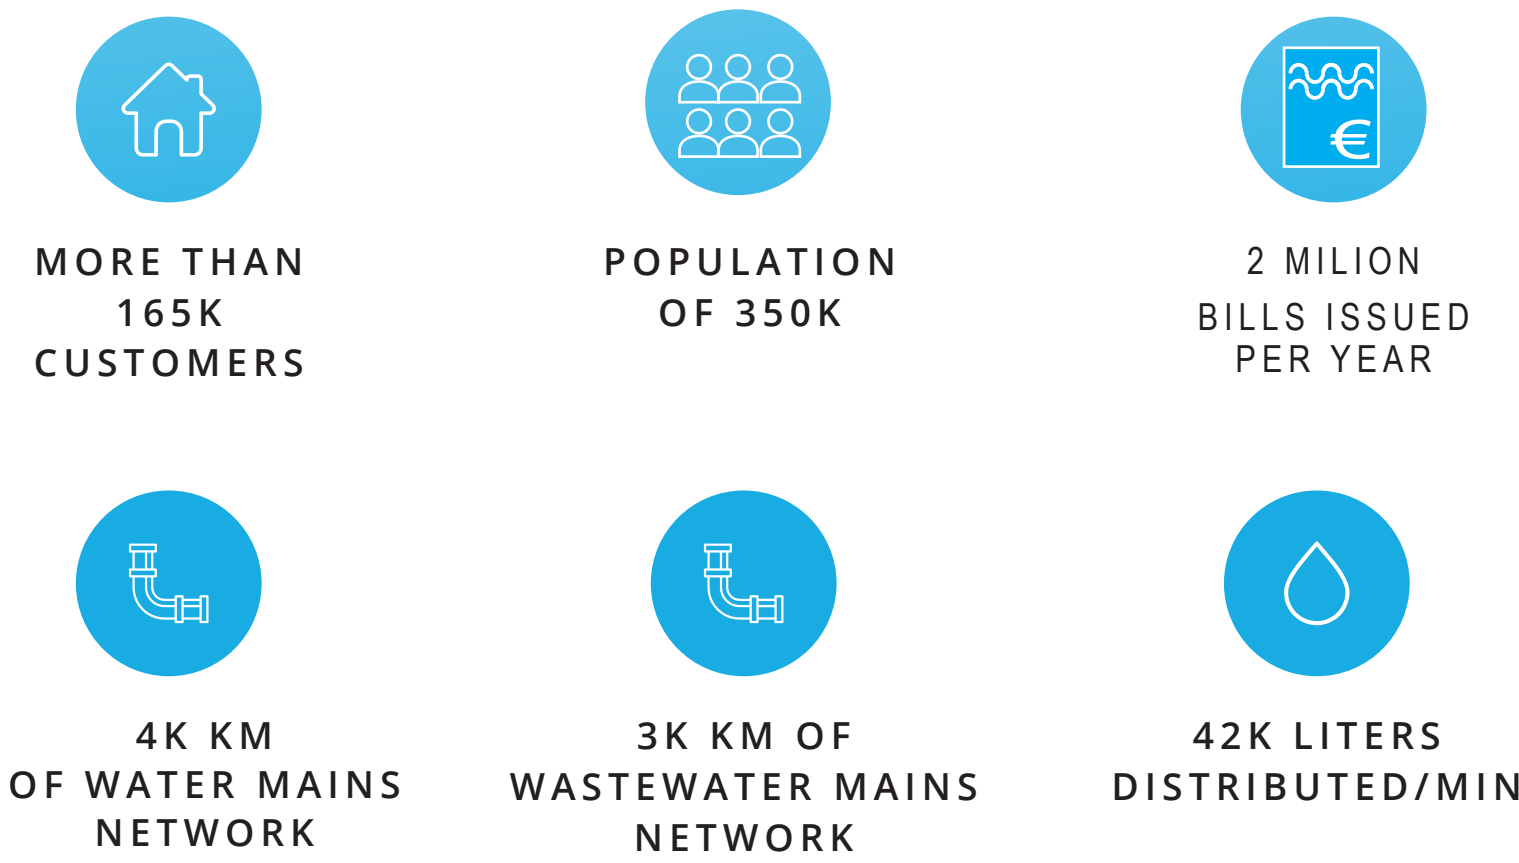 MORE THAN
165K
CUSTOMERS
POPULATION
OF 350K
€
2 MILION
BILLS ISSUED
PER YEAR
4K KM
OF WATER MAINS
NETWORK
3K KM OF
WASTEWATER MAINS
NETWORK
42K LITERS
DISTRIBUTED/MIN